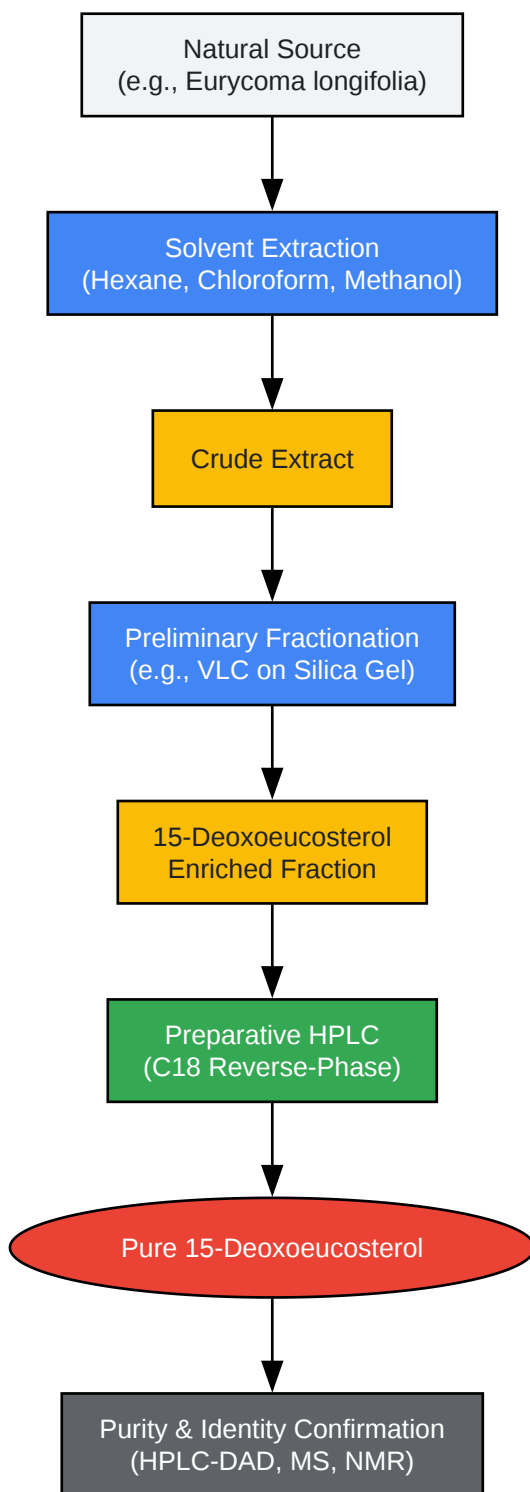 Natural Source
(e.g., Eurycoma longifolia)
Solvent Extraction
(Hexane, Chloroform, Methanol)
Crude Extract
Preliminary Fractionation
(e.g., VLC on Silica Gel)
15-Deoxoeucosterol
Enriched Fraction
Preparative HPLC
(C18 Reverse-Phase)
Pure 15-Deoxoeucosterol
Purity & Identity Confirmation
(HPLC-DAD, MS, NMR)